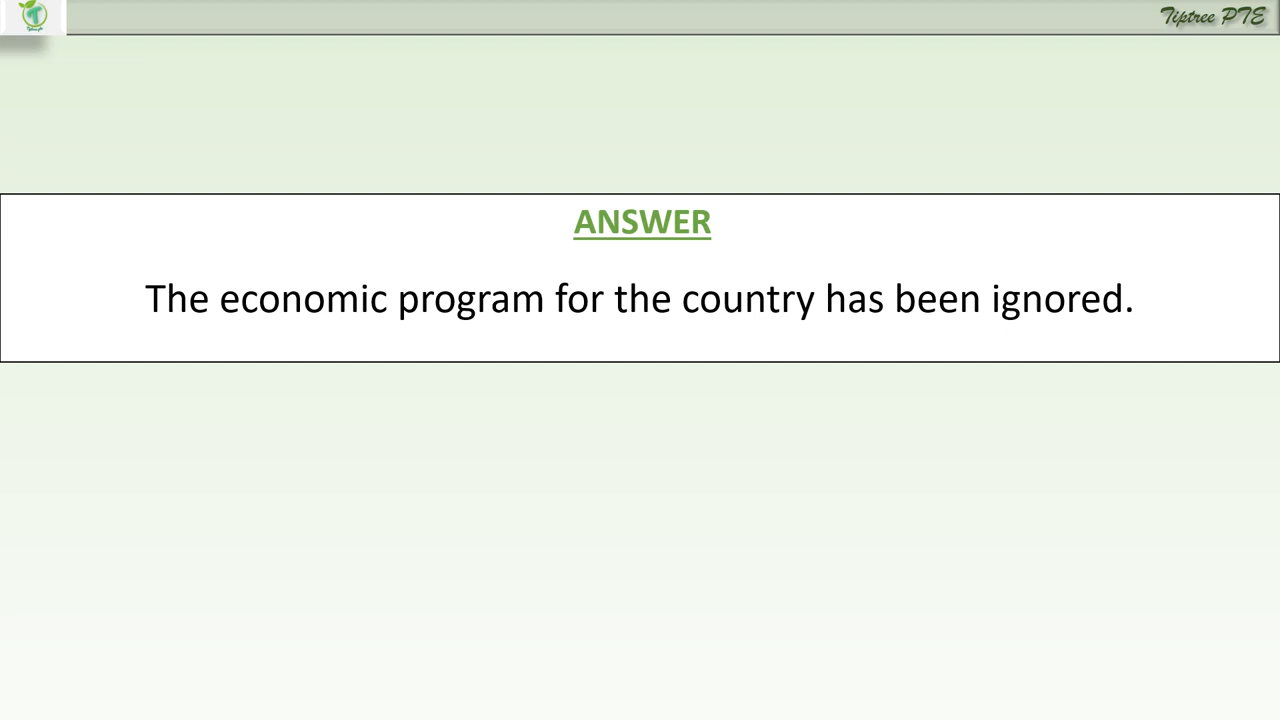 Tiptree PTE
ANSWER
The economic program for the country has been ignored.